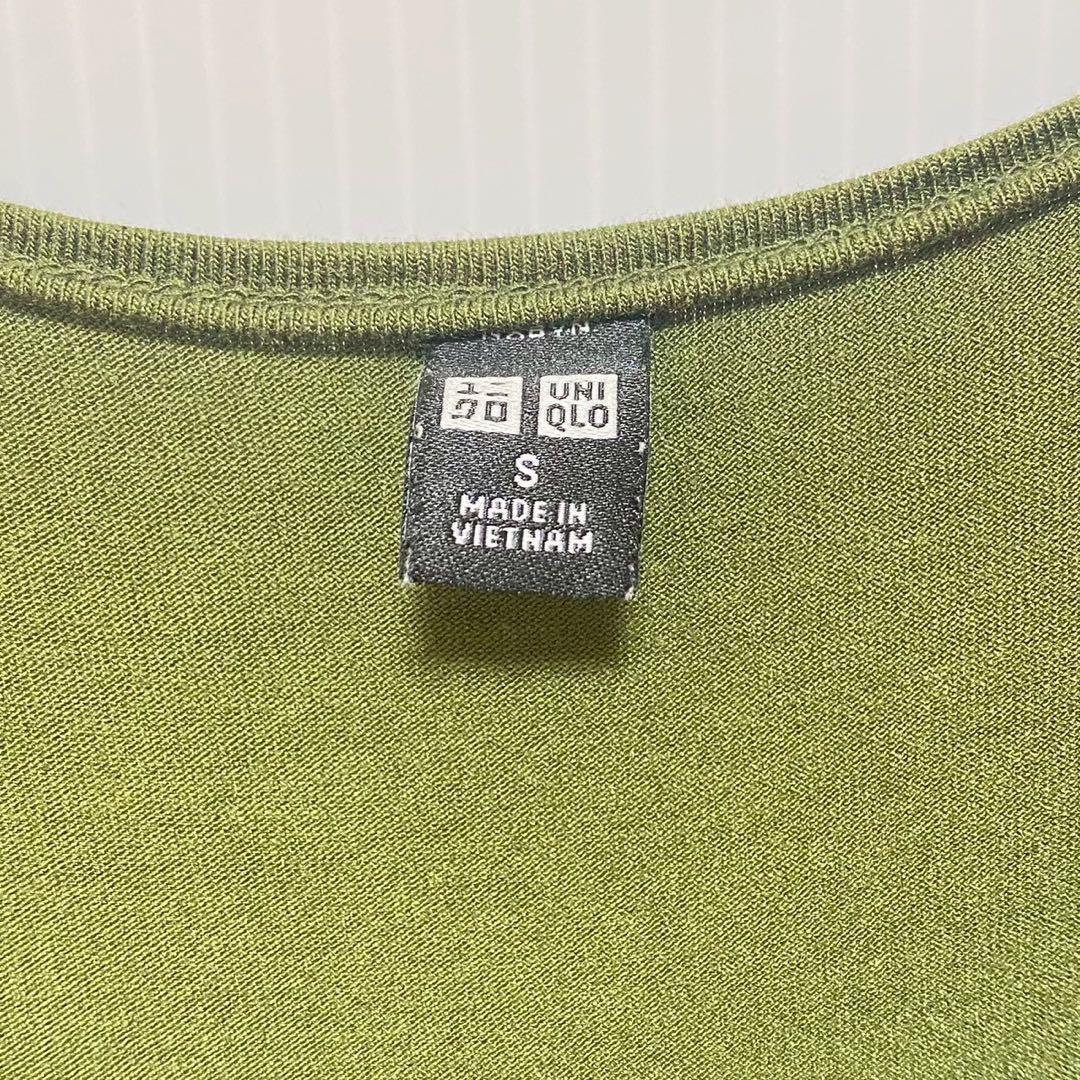 ユニ UNI
クロ QLO
S
MADE IN
VIETNAM